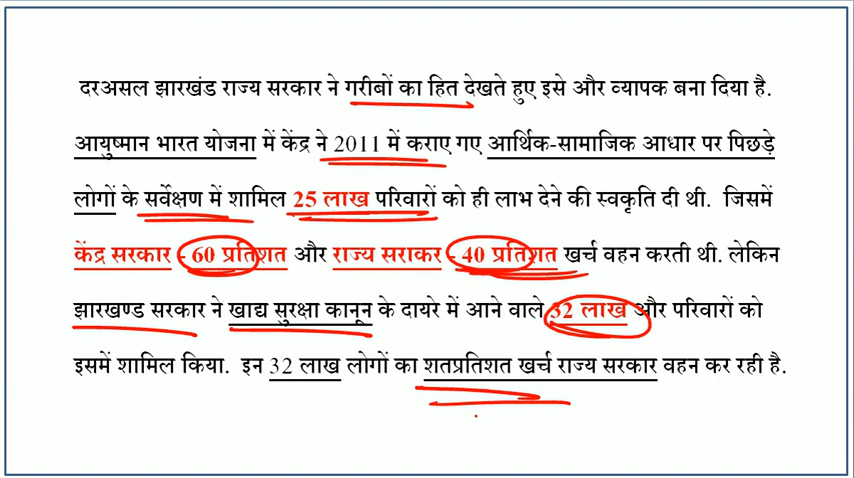 दरअसल झारखंड राज्य सरकार ने गरीबों का हित देखते हुए इसे और व्यापक बना दिया है.
आयुष्मान भारत योजना में केंद्र ने 2011 में कराए गए आर्थिक-सामाजिक आधार पर पिछड़े
लोगों के सर्वेक्षण में शामिल 25 लाख परिवारों को ही लाभ देने की स्वकृति दी थी. जिसमें
केंद्र सरकार - 60 प्रतिशत और राज्य सराकर - 40 प्रतिशत खर्च वहन करती थी. लेकिन
झारखण्ड सरकार ने खाद्य सुरक्षा कानून के दायरे में आने वाले 32 लाख और परिवारों को
इसमें शामिल किया. इन 32 लाख लोगों का शतप्रतिशत खर्च राज्य सरकार वहन कर रही है.